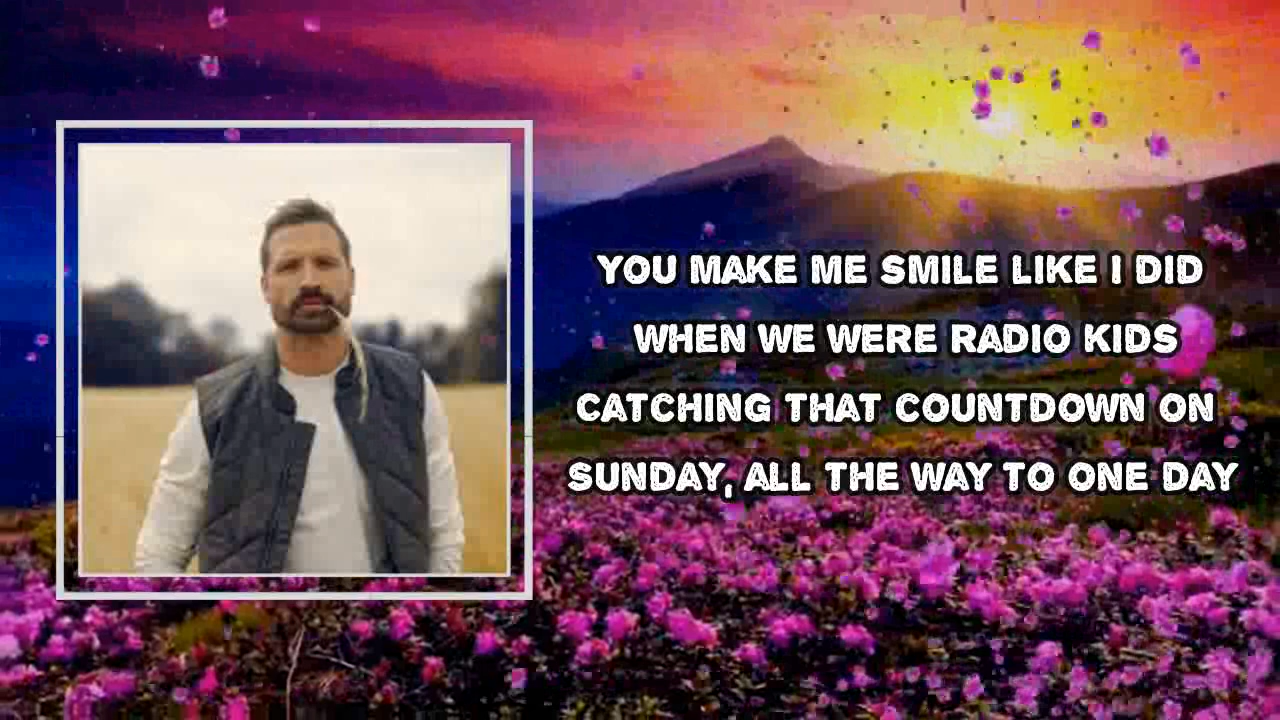 YOU MAKE ME SMILE LIKE I DID
WHEN WE WERE RADIO KIDS
CATCHING THAT COUNTDOWN ON
SUNDAY, ALL THE WAY TO ONE DAY